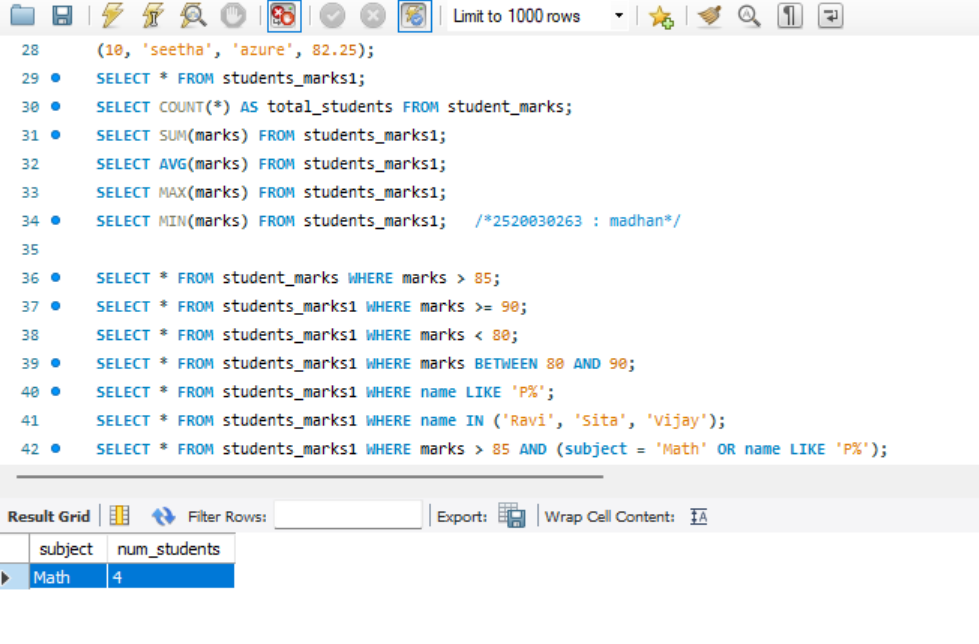 Limit to 1000 rows
28 (10, 'seetha', 'azure', 82.25);
29 SELECT * FROM students_marks1;
30 SELECT COUNT(*) AS total_students FROM student_marks;
31 SELECT SUM(marks) FROM students_marks1;
32 SELECT AVG(marks) FROM students_marks1;
33 SELECT MAX(marks) FROM students_marks1;
34 SELECT MIN(marks) FROM students_marks1; /*2520030263 : madhan*/
35
36 SELECT * FROM student_marks WHERE marks > 85;
37 SELECT * FROM students_marks1 WHERE marks >= 90;
38 SELECT * FROM students_marks1 WHERE marks < 80;
39 SELECT * FROM students_marks1 WHERE marks BETWEEN 80 AND 90;
40 SELECT * FROM students_marks1 WHERE name LIKE 'P%';
41 SELECT * FROM students_marks1 WHERE name IN ('Ravi', 'Sita', 'Vijay');
42 SELECT * FROM students_marks1 WHERE marks > 85 AND (subject = 'Math' OR name LIKE 'P%');
Result Grid Filter Rows: Export: Wrap Cell Content:
subject num_students
Math 4